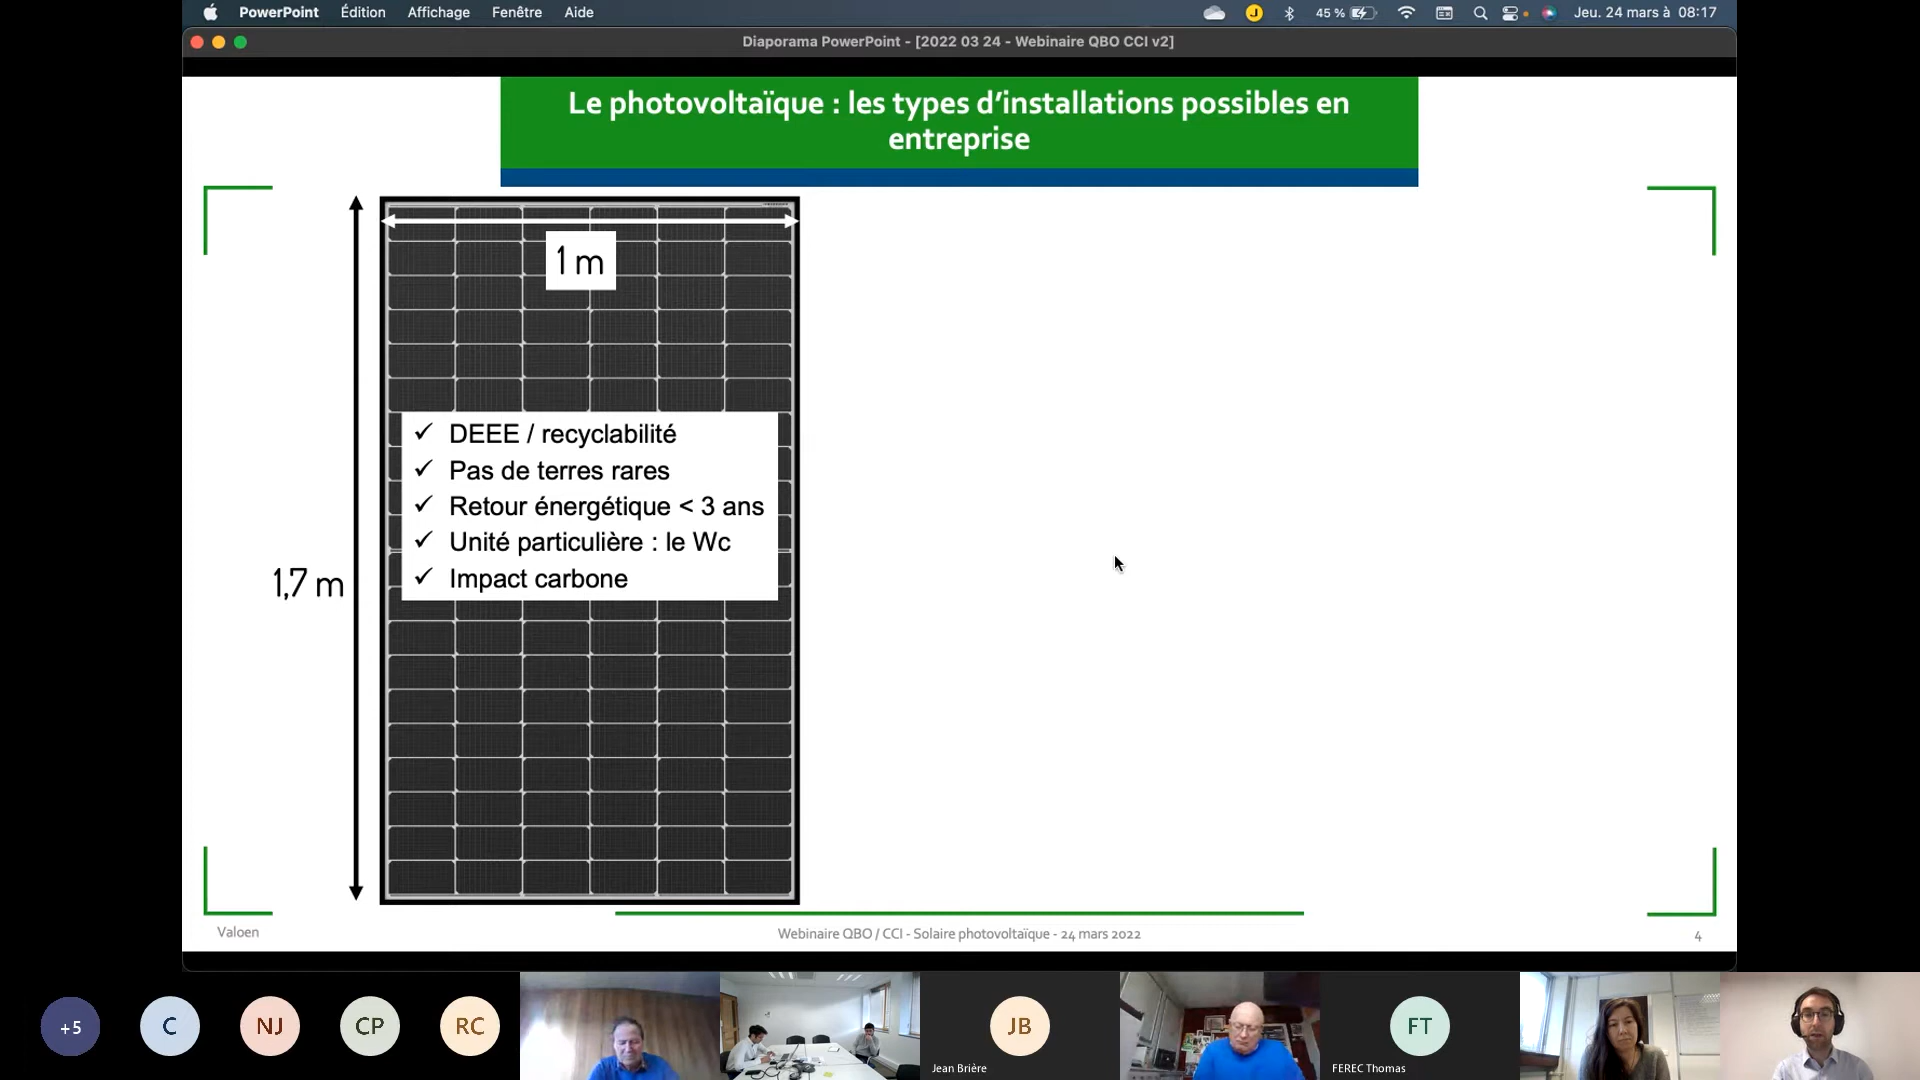 PowerPoint Édition Affichage Fenêtre Aide
45 %
Jeu. 24 mars à 08:17
Diaporama PowerPoint - [2022 03 24 - Webinaire QBO CCI v2]
Le photovoltaïque : les types d’installations possibles en
entreprise
1 m
1,7 m
✓ DEEE / recyclabilité
✓ Pas de terres rares
✓ Retour énergétique < 3 ans
✓ Unité particulière : le Wc
✓ Impact carbone
Valoen
Webinaire QBO / CCI - Solaire photovoltaïque - 24 mars 2022
4
+5
C
NJ
CP
RC
JB
Jean Brière
FT
FEREC Thomas